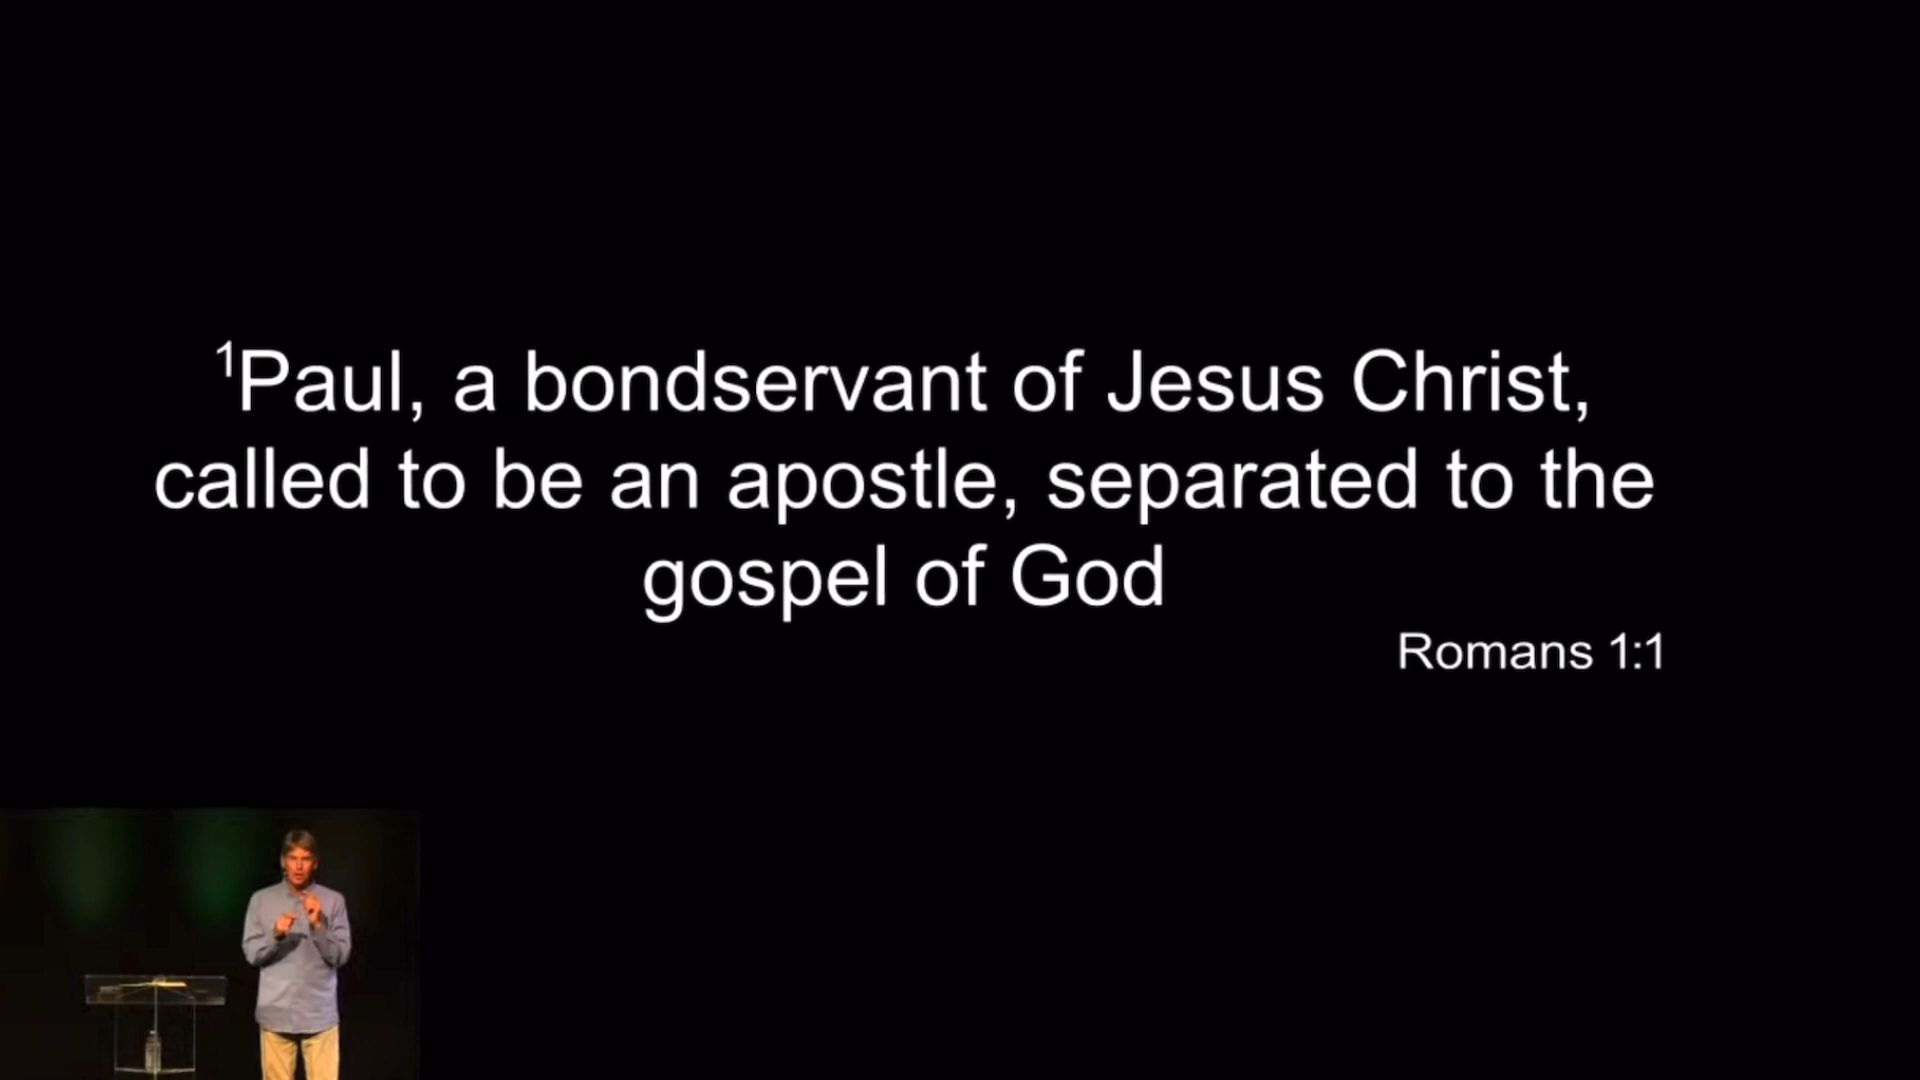 ¹Paul, a bondservant of Jesus Christ,
called to be an apostle, separated to the
gospel of God
Romans 1:1